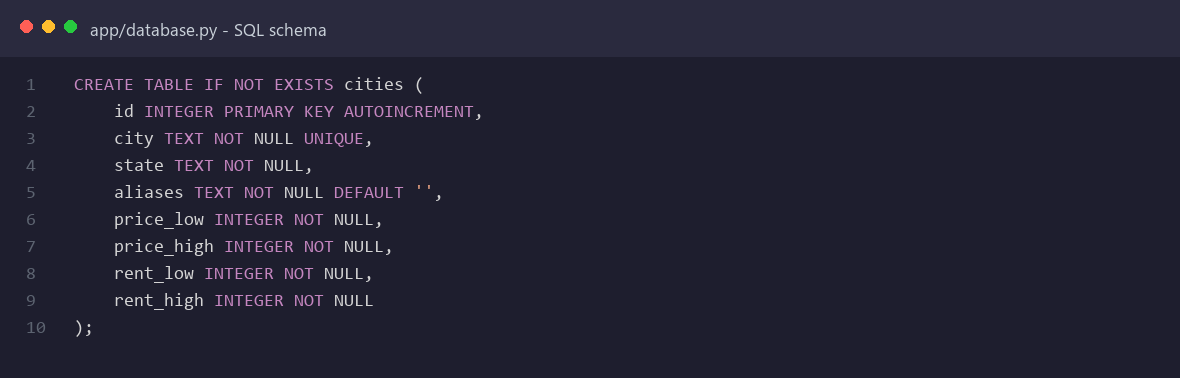 app/database.py - SQL schema
1 CREATE TABLE IF NOT EXISTS cities (
2 id INTEGER PRIMARY KEY AUTOINCREMENT,
3 city TEXT NOT NULL UNIQUE,
4 state TEXT NOT NULL,
5 aliases TEXT NOT NULL DEFAULT '',
6 price_low INTEGER NOT NULL,
7 price_high INTEGER NOT NULL,
8 rent_low INTEGER NOT NULL,
9 rent_high INTEGER NOT NULL
10 );